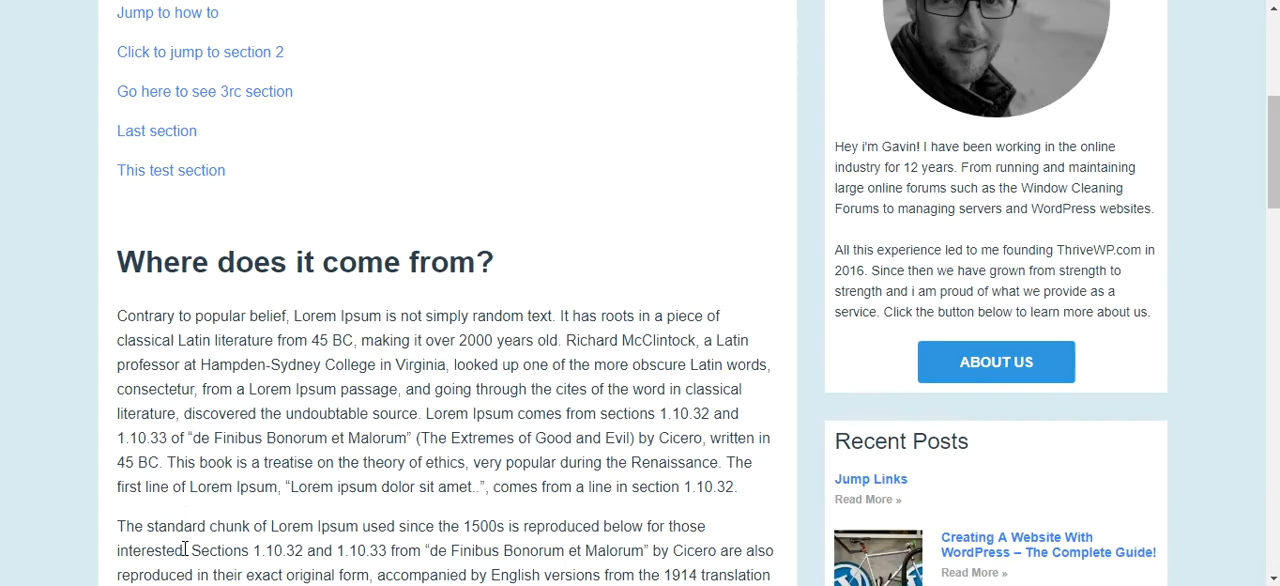 Jump to how to
Click to jump to section 2
Go here to see 3rc section
Last section
This test section
Where does it come from?
Contrary to popular belief, Lorem Ipsum is not simply random text. It has roots in a piece of
classical Latin literature from 45 BC, making it over 2000 years old. Richard McClintock, a Latin
professor at Hampden-Sydney College in Virginia, looked up one of the more obscure Latin words,
consectetur, from a Lorem Ipsum passage, and going through the cites of the word in classical
literature, discovered the undoubtable source. Lorem Ipsum comes from sections 1.10.32 and
1.10.33 of “de Finibus Bonorum et Malorum” (The Extremes of Good and Evil) by Cicero, written in
45 BC. This book is a treatise on the theory of ethics, very popular during the Renaissance. The
first line of Lorem Ipsum, “Lorem ipsum dolor sit amet..”, comes from a line in section 1.10.32.
The standard chunk of Lorem Ipsum used since the 1500s is reproduced below for those
interested. Sections 1.10.32 and 1.10.33 from “de Finibus Bonorum et Malorum” by Cicero are also
reproduced in their exact original form, accompanied by English versions from the 1914 translation
Hey i'm Gavin! I have been working in the online
industry for 12 years. From running and maintaining
large online forums such as the Window Cleaning
Forums to managing servers and WordPress websites.
All this experience led to me founding ThriveWP.com in
2016. Since then we have grown from strength to
strength and i am proud of what we provide as a
service. Click the button below to learn more about us.
ABOUT US
Recent Posts
Jump Links
Read More »
Creating A Website With
WordPress – The Complete Guide!
Read More »